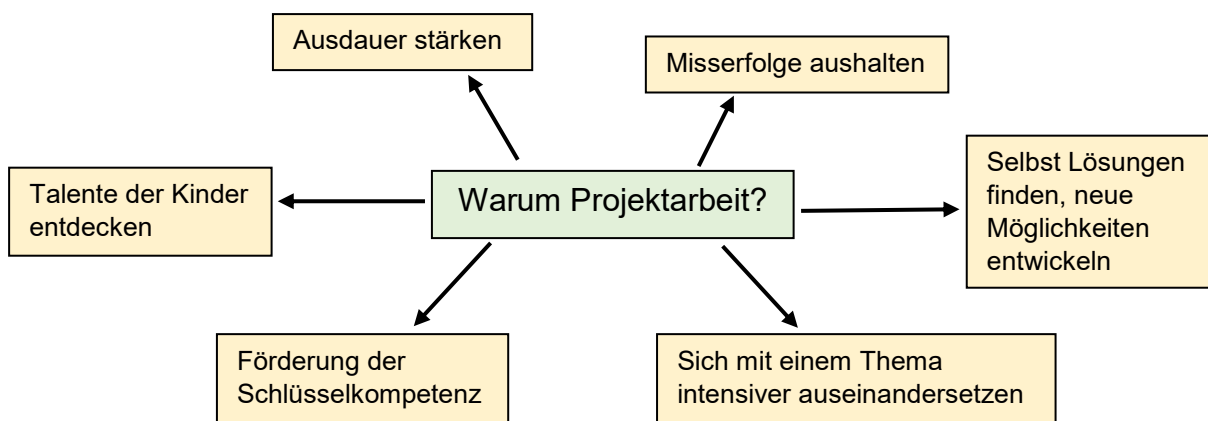 Ausdauer stärken
Misserfolge aushalten
Talente der Kinder
entdecken
Warum Projektarbeit?
Selbst Lösungen
finden, neue
Möglichkeiten
entwickeln
Förderung der
Schlüsselkompetenz
Sich mit einem Thema
intensiver auseinandersetzen